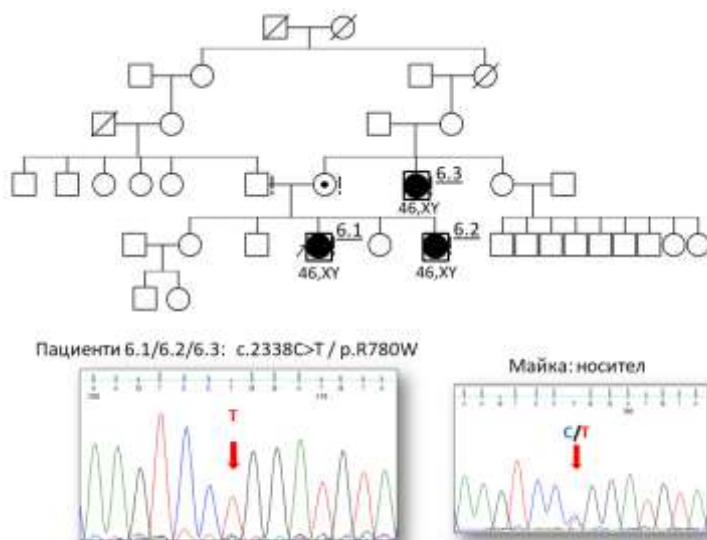 6.3
46,XY
6.1
6.2
46,XY
46,XY
Пациенти 6.1/6.2/6.3: c.2338C>T / p.R780W
Майка: носител
T
C/T